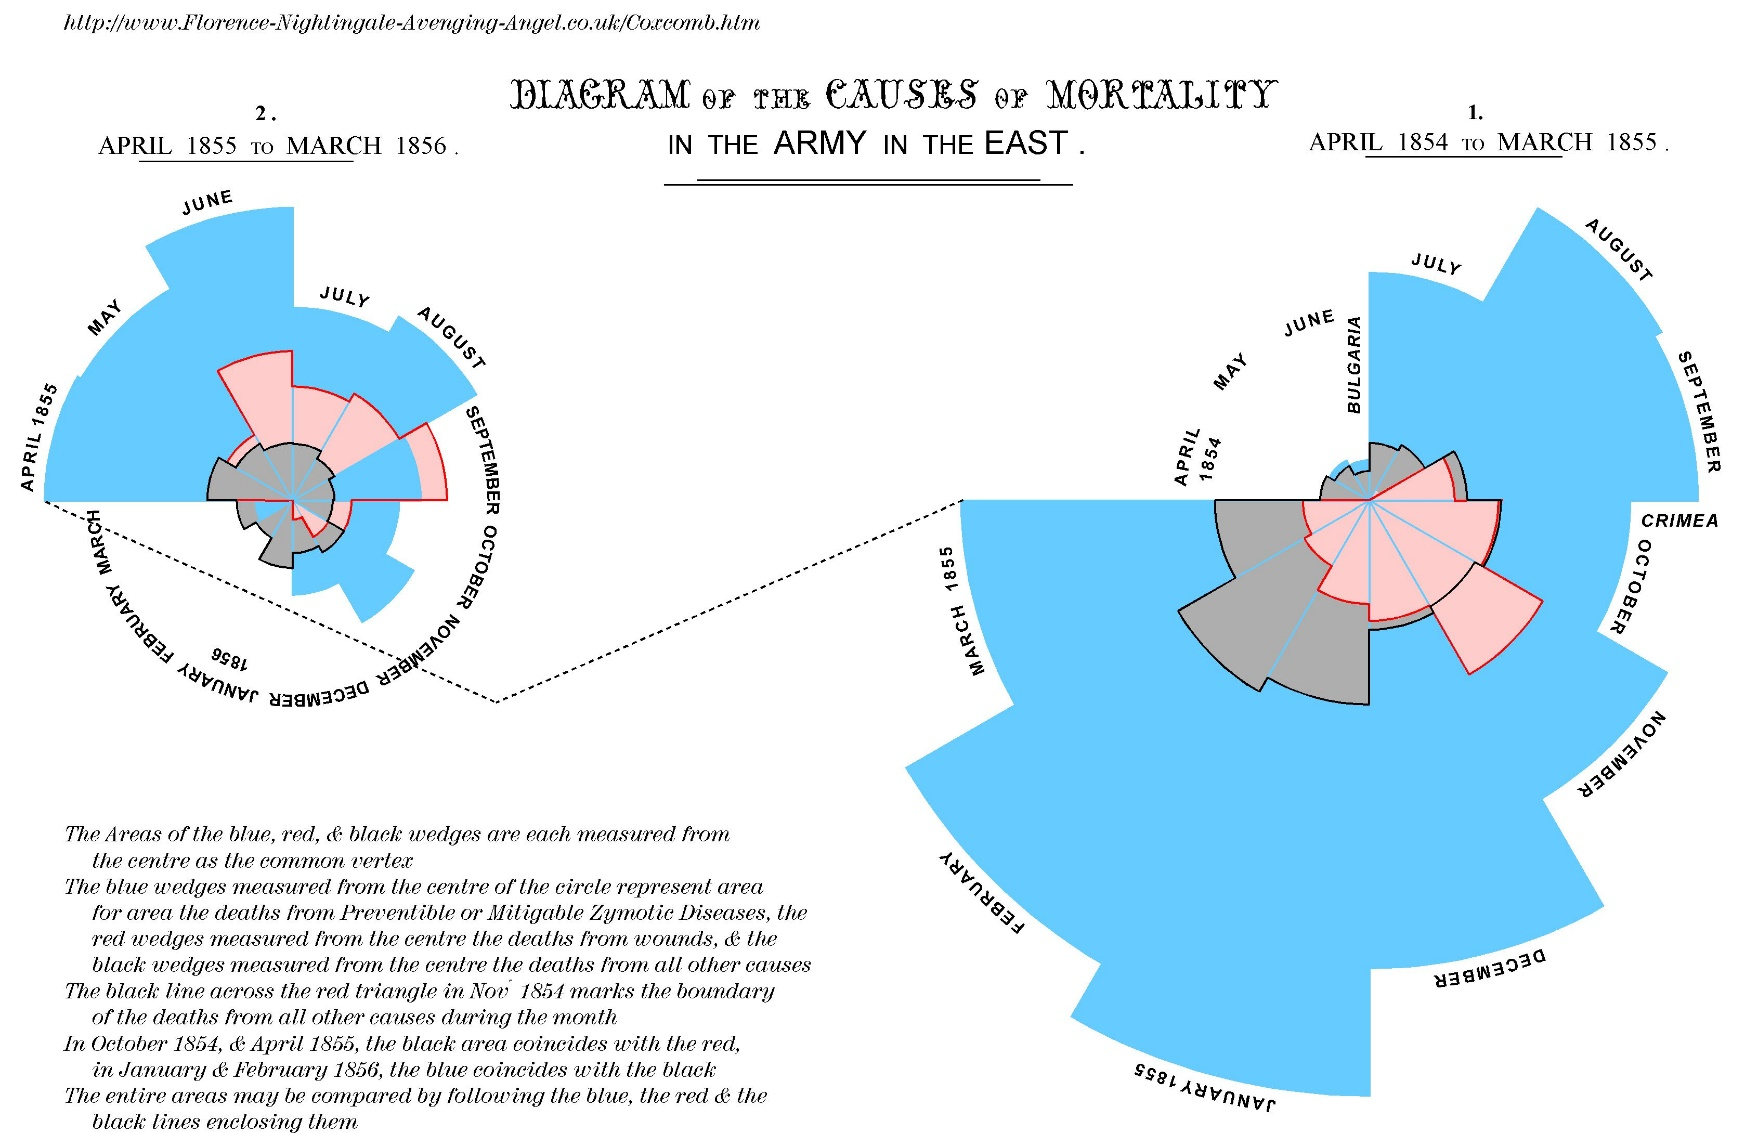 http://www.Florence-Nightingale-Avenging-Angel.co.uk/Coxcomb.htm
DIAGRAM OF THE CAUSES OF MORTALITY
IN THE ARMY IN THE EAST .
2 .
APRIL 1855 TO MARCH 1856 .
1.
APRIL 1854 TO MARCH 1855 .
APRIL 1855
MAY
JUNE
JULY
AUGUST
SEPTEMBER
OCTOBER
NOVEMBER
DECEMBER
JANUARY
1856
FEBRUARY
MARCH
APRIL
1854
MAY
JUNE
BULGARIA
JULY
AUGUST
SEPTEMBER
CRIMEA
OCTOBER
NOVEMBER
DECEMBER
JANUARY 1855
FEBRUARY
MARCH 1855
The Areas of the blue, red, & black wedges are each measured from
the centre as the common vertex
The blue wedges measured from the centre of the circle represent area
for area the deaths from Preventible or Mitigable Zymotic Diseases, the
red wedges measured from the centre the deaths from wounds, & the
black wedges measured from the centre the deaths from all other causes
The black line across the red triangle in Nov' 1854 marks the boundary
of the deaths from all other causes during the month
In October 1854, & April 1855, the black area coincides with the red,
in January & February 1856, the blue coincides with the black
The entire areas may be compared by following the blue, the red & the
black lines enclosing them